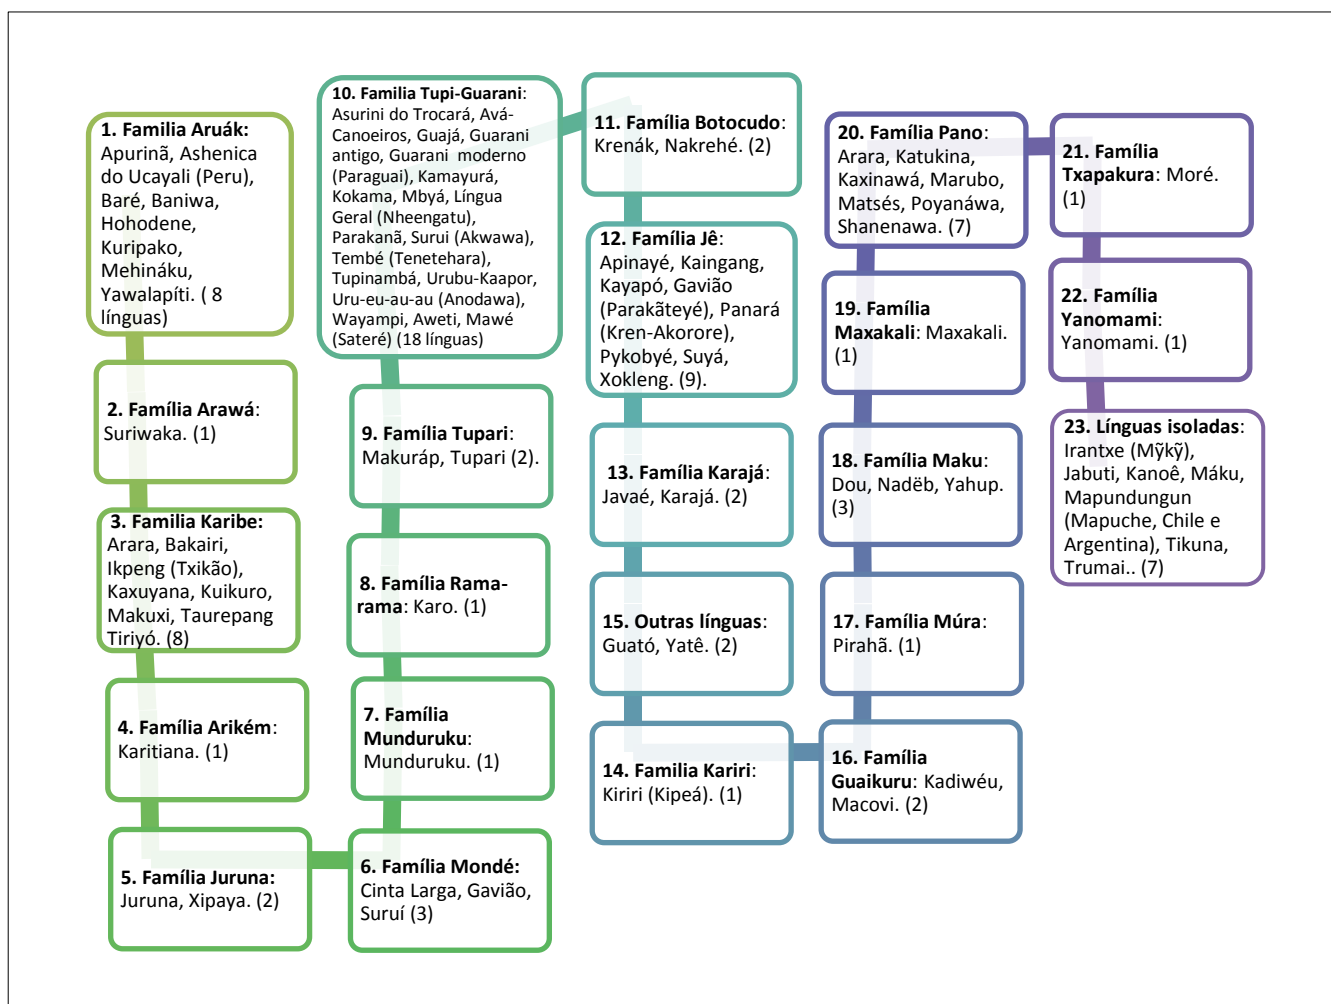 1. Familia Aruák:
Apurinã, Ashenica
do Ucayali (Peru),
Baré, Baniwa,
Hohodene,
Kuripako,
Mehináku,
Yawalapíti. ( 8
línguas)
2. Família Arawá:
Suriwaka. (1)
3. Familia Karibe:
Arara, Bakairi,
Ikpeng (Txikão),
Kaxuyana, Kuikuro,
Makuxi, Taurepang
Tiriyó. (8)
4. Família Arikém:
Karitiana. (1)
5. Família Juruna:
Juruna, Xipaya. (2)
6. Família Mondé:
Cinta Larga, Gavião,
Suruí (3)
7. Família
Munduruku:
Munduruku. (1)
8. Família Rama-
rama: Karo. (1)
9. Família Tupari:
Makuráp, Tupari (2).
10. Familia Tupi-Guarani:
Asurini do Trocará, Avá-
Canoeiros, Guajá, Guarani
antigo, Guarani moderno
(Paraguai), Kamayurá,
Kokama, Mbyá, Língua
Geral (Nheengatu),
Parakanã, Surui (Akwawa),
Tembé (Tenetehara),
Tupinambá, Urubu-Kaapor,
Uru-eu-au-au (Anodawa),
Wayampi, Aweti, Mawé
(Sateré) (18 línguas)
11. Família Botocudo:
Krenák, Nakrehé. (2)
12. Família Jê:
Apinayé, Kaingang,
Kayapó, Gavião
(Parakãteyé), Panará
(Kren-Akorore),
Pykobyé, Suyá,
Xokleng. (9).
13. Família Karajá:
Javaé, Karajá. (2)
15. Outras línguas:
Guató, Yatê. (2)
14. Familia Kariri:
Kiriri (Kipeá). (1)
16. Família
Guaikuru: Kadiwéu,
Macovi. (2)
17. Família Múra:
Pirahã. (1)
18. Família Maku:
Dou, Nadëb, Yahup.
(3)
19. Família
Maxakali: Maxakali.
(1)
20. Família Pano:
Arara, Katukina,
Kaxinawá, Marubo,
Matsés, Poyanáwa,
Shanenawa. (7)
21. Família
Txapakura: Moré.
(1)
22. Família
Yanomami:
Yanomami. (1)
23. Línguas isoladas:
Irantxe (Mỹkỹ),
Jabuti, Kanoê, Máku,
Mapundungun
(Mapuche, Chile e
Argentina), Tikuna,
Trumai.. (7)